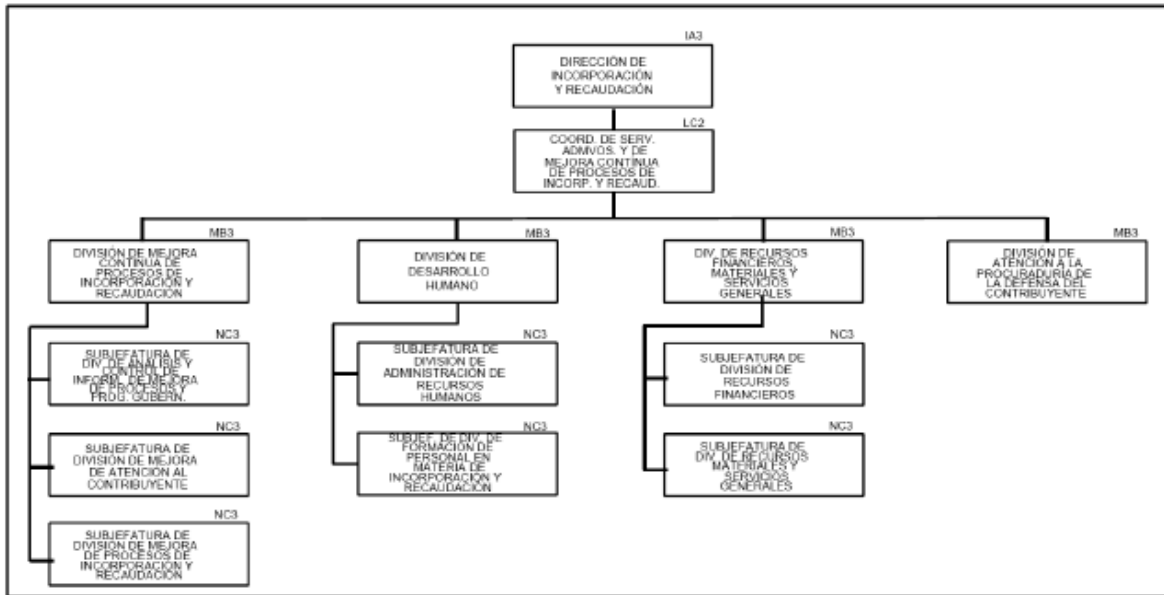 IA3
DIRECCIÓN DE
INCORPORACIÓN
Y RECAUDACIÓN
LC2
COORD. DE SERV.
ADMVOS. Y DE
MEJORA CONTÍNUA
DE PROCESOS DE
INCORP. Y RECAUD.
MB3
DIVISIÓN DE MEJORA
CONTÍNUA DE
PROCESOS DE
INCORPORACIÓN Y
RECAUDACIÓN
MB3
DIVISIÓN DE
DESARROLLO
HUMANO
MB3
DIV. DE RECURSOS
FINANCIEROS,
MATERIALES Y
SERVICIOS
GENERALES
MB3
DIVISIÓN DE
ATENCIÓN A LA
PROCURADURÍA DE
LA DEFENSA DEL
CONTRIBUYENTE
NC3
SUBJEFATURA DE
DIV. DE ANÁLISIS Y
CONTROL DE
INFORM. DE MEJORA
DE PROCESOS Y
PROG. GUBERN.
NC3
SUBJEFATURA DE
DIVISIÓN DE MEJORA
DE ATENCIÓN AL
CONTRIBUYENTE
NC3
SUBJEFATURA DE
DIVISIÓN DE MEJORA
DE PROCESOS DE
INCORPORACIÓN Y
RECAUDACIÓN
NC3
SUBJEFATURA DE
DIVISIÓN DE
ADMINISTRACIÓN DE
RECURSOS
HUMANOS
NC3
SUBJEF. DE DIV. DE
FORMACIÓN DE
PERSONAL EN
MATERIA DE
INCORPORACIÓN Y
RECAUDACIÓN
NC3
SUBJEFATURA DE
DIVISIÓN DE
RECURSOS
FINANCIEROS
NC3
SUBJEFATURA DE
DIV. DE RECURSOS
MATERIALES Y
SERVICIOS
GENERALES